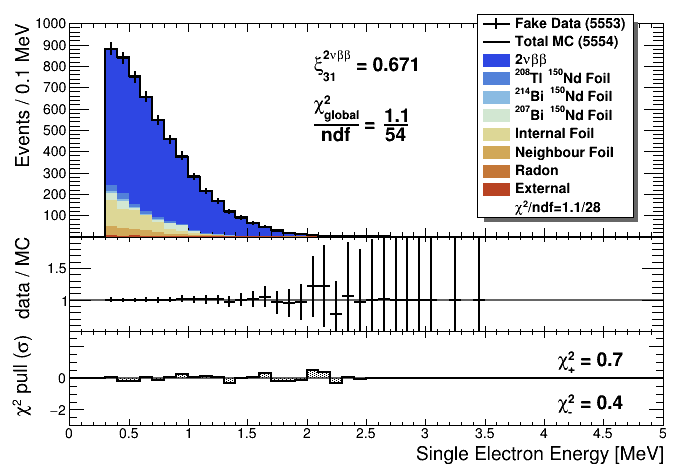 Events / 0.1 MeV
1000
900
800
700
600
500
400
300
200
100
ξ³¹^2νββ = 0.671
χ²global / ndf = 1.1 / 54
Fake Data (5553)
Total MC (5554)
2νββ
²⁰⁸Tl ¹⁵⁰Nd Foil
²¹⁴Bi ¹⁵⁰Nd Foil
²⁰⁷Bi ¹⁵⁰Nd Foil
Internal Foil
Neighbour Foil
Radon
External
χ²/ndf=1.1/28
data / MC
1.5
1
χ² pull (σ)
0
−2
χ²₊ = 0.7
χ²₋ = 0.4
0 0.5 1 1.5 2 2.5 3 3.5 4 4.5 5
Single Electron Energy [MeV]